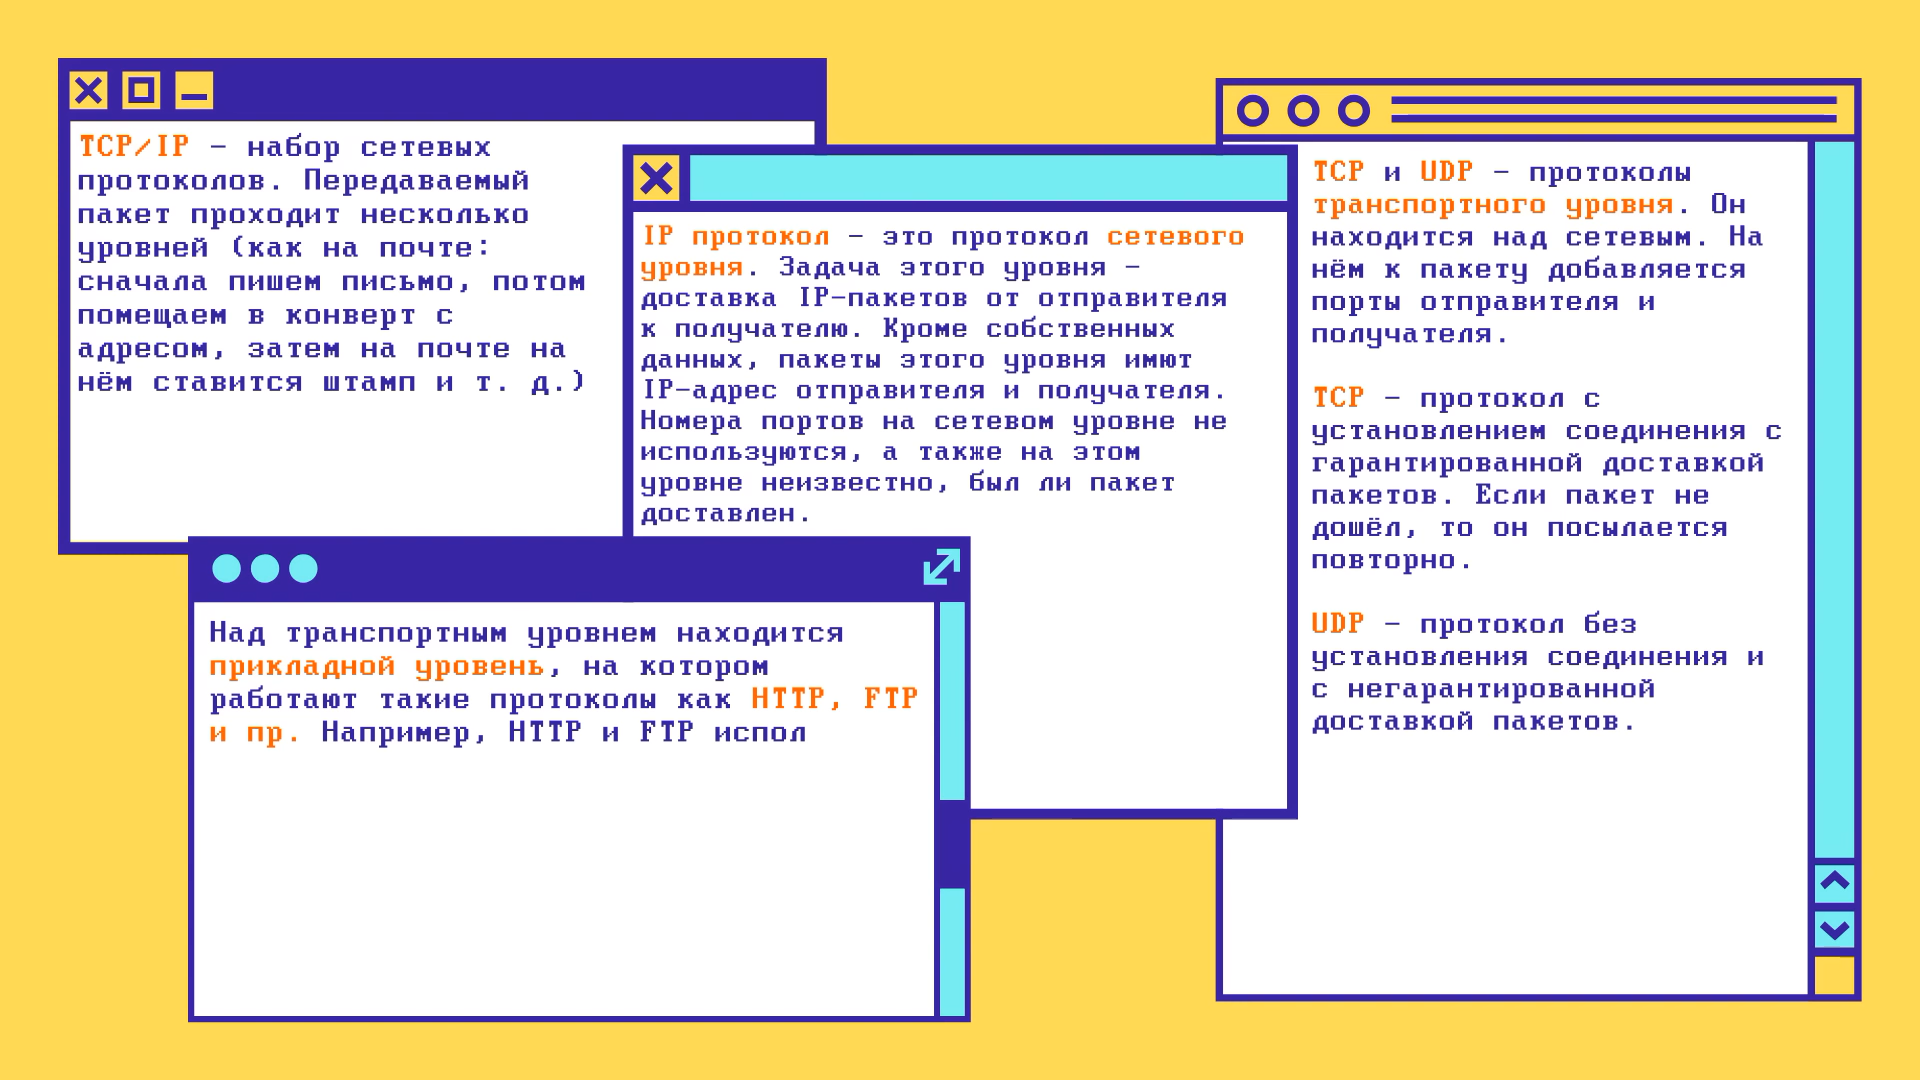 TCP/IP - набор сетевых
протоколов. Передаваемый
пакет проходит несколько
уровней (как на почте:
сначала пишем письмо, потом
помещаем в конверт с
адресом, затем на почте на
нём ставится штамп и т. д.)
IP протокол - это протокол сетевого
уровня. Задача этого уровня -
доставка IP-пакетов от отправителя
к получателю. Кроме собственных
данных, пакеты этого уровня имют
IP-адрес отправителя и получателя.
Номера портов на сетевом уровне не
используются, а также на этом
уровне неизвестно, был ли пакет
доставлен.
TCP и UDP - протоколы
транспортного уровня. Он
находится над сетевым. На
нём к пакету добавляется
порты отправителя и
получателя.
TCP - протокол с
установлением соединения с
гарантированной доставкой
пакетов. Если пакет не
дошёл, то он посылается
повторно.
UDP - протокол без
установления соединения и
с негарантированной
доставкой пакетов.
Над транспортным уровнем находится
прикладной уровень, на котором
работают такие протоколы как HTTP, FTP
и пр. Например, HTTP и FTP испол